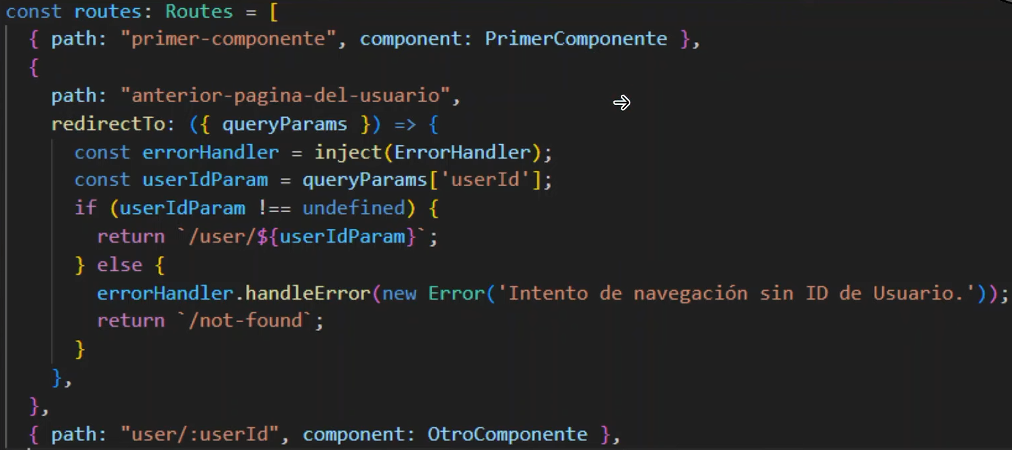 const routes: Routes = [
  { path: "primer-componente", component: PrimerComponente },
  {
    path: "anterior-pagina-del-usuario",
    redirectTo: ({ queryParams }) => {
      const errorHandler = inject(ErrorHandler);
      const userIdParam = queryParams['userId'];
      if (userIdParam !== undefined) {
        return `/user/${userIdParam}`;
      } else {
        errorHandler.handleError(new Error('Intento de navegación sin ID de Usuario.'));
        return `/not-found`;
      }
    },
  },
  { path: "user/:userId", component: OtroComponente },